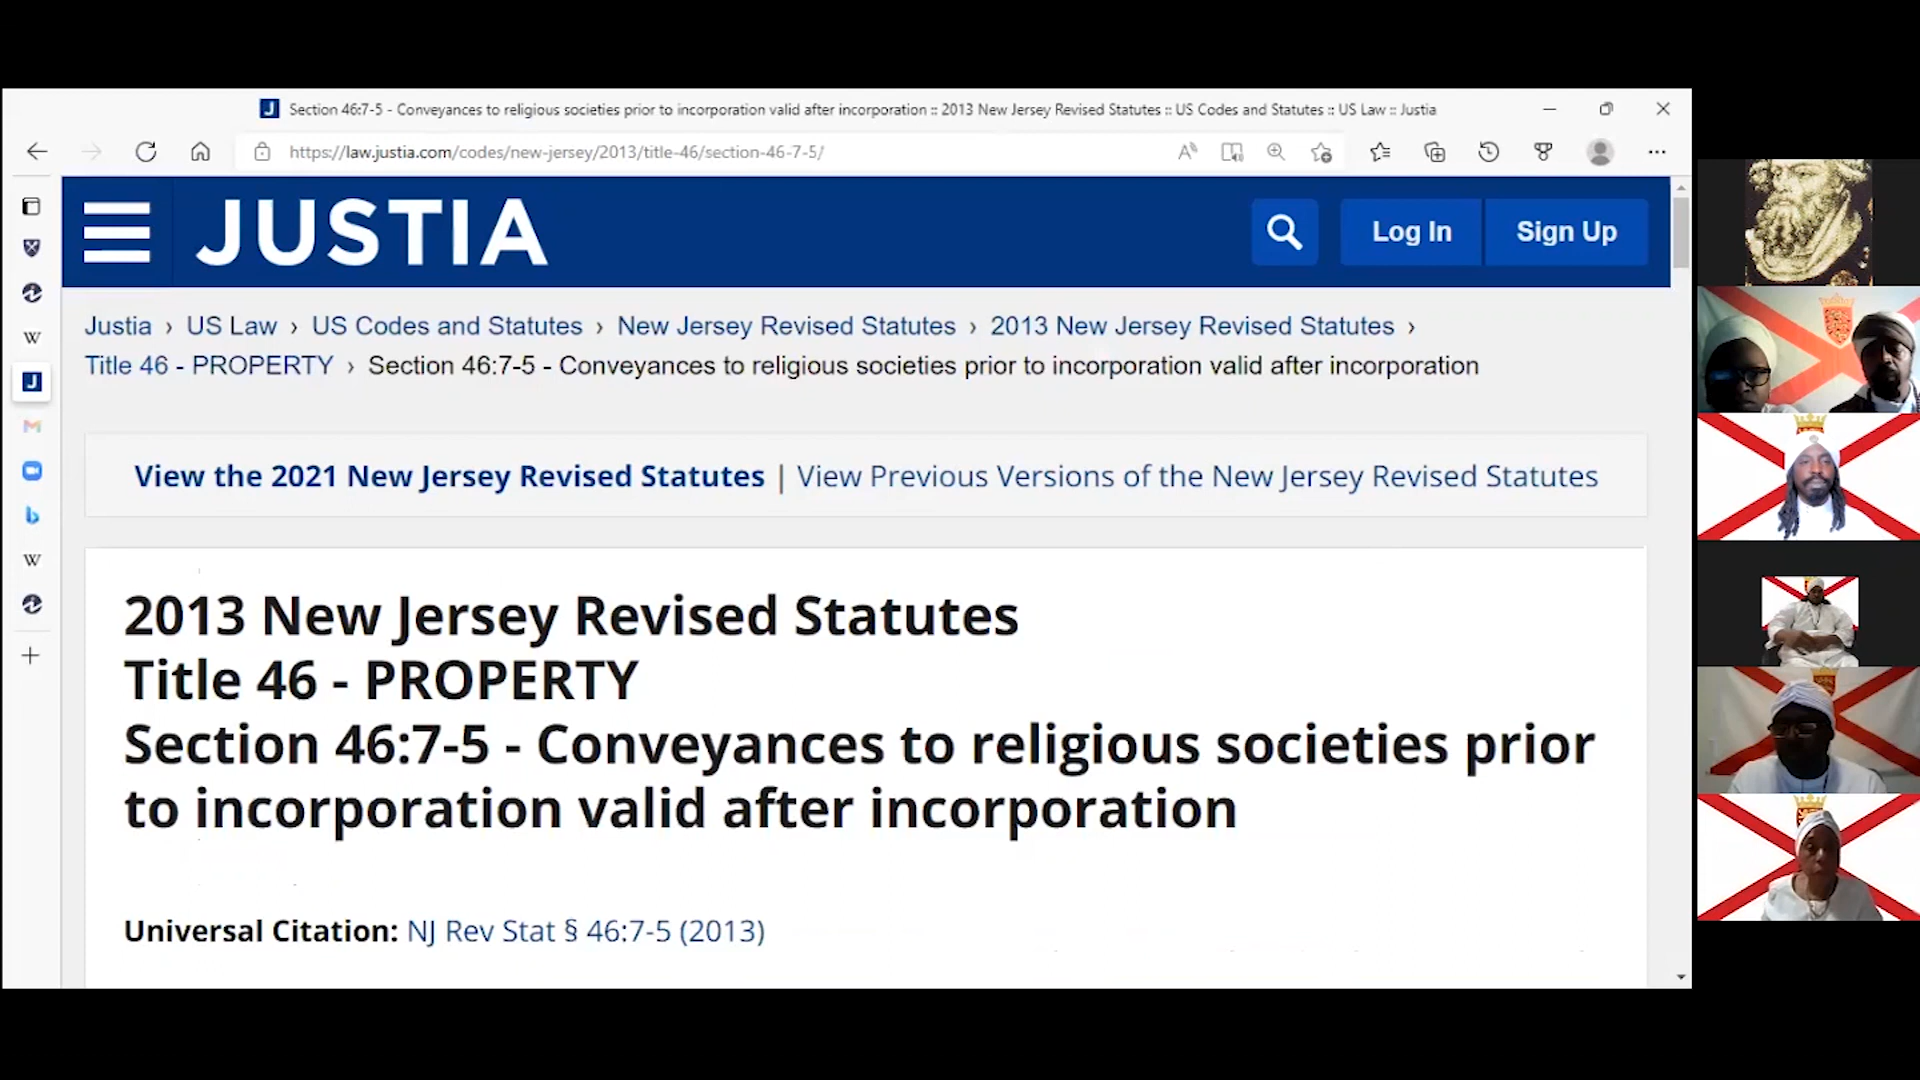 Section 46:7-5 - Conveyances to religious societies prior to incorporation valid after incorporation :: 2013 New Jersey Revised Statutes :: US Codes and Statutes :: US Law :: Justia
https://law.justia.com/codes/new-jersey/2013/title-46/section-46-7-5/
JUSTIA
Log In
Sign Up
Justia › US Law › US Codes and Statutes › New Jersey Revised Statutes › 2013 New Jersey Revised Statutes ›
Title 46 - PROPERTY › Section 46:7-5 - Conveyances to religious societies prior to incorporation valid after incorporation
View the 2021 New Jersey Revised Statutes | View Previous Versions of the New Jersey Revised Statutes
2013 New Jersey Revised Statutes
Title 46 - PROPERTY
Section 46:7-5 - Conveyances to religious societies prior
to incorporation valid after incorporation
Universal Citation: NJ Rev Stat § 46:7-5 (2013)